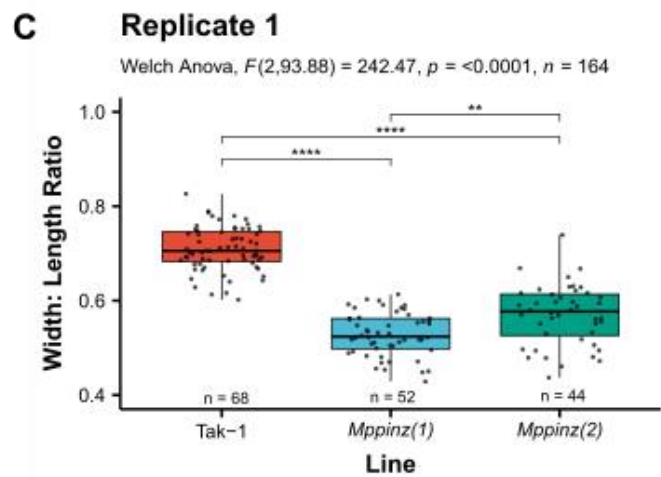 C
Replicate 1
Welch Anova, F(2,93.88) = 242.47, p = <0.0001, n = 164
Width: Length Ratio
1.0
0.8
0.6
0.4
**
****
****
n = 68
n = 52
n = 44
Tak−1
Mppinz(1)
Mppinz(2)
Line